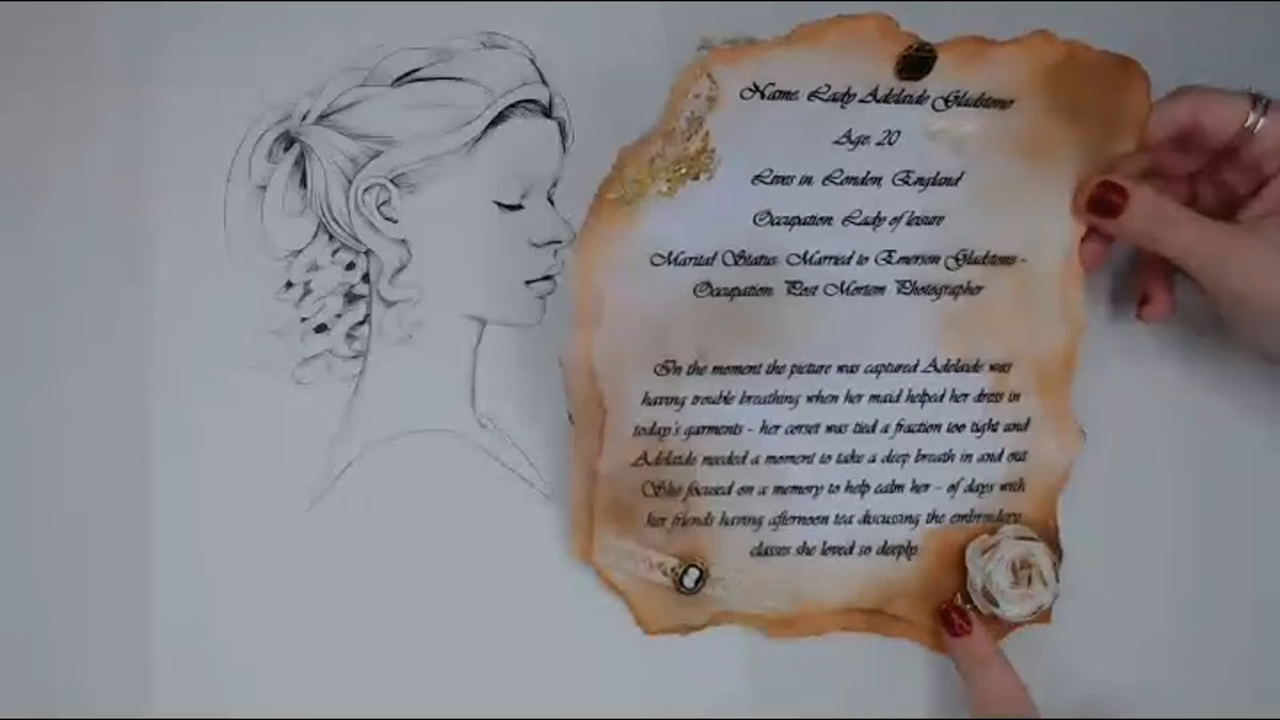 Name: Lady Adelaide Gladstone
Age: 20
Lives in: London, England
Occupation: Lady of leisure
Marital Status: Married to Emerson Gladstone -
Occupation: Post Mortem Photographer
In the moment the picture was captured Adelaide was
having trouble breathing when her maid helped her dress in
today's garments - her corset was tied a fraction too tight and
Adelaide needed a moment to take a deep breath in and out.
She focused on a memory to help calm her - of days with
her friends having afternoon tea discussing the embroidery
classes she loved so deeply.